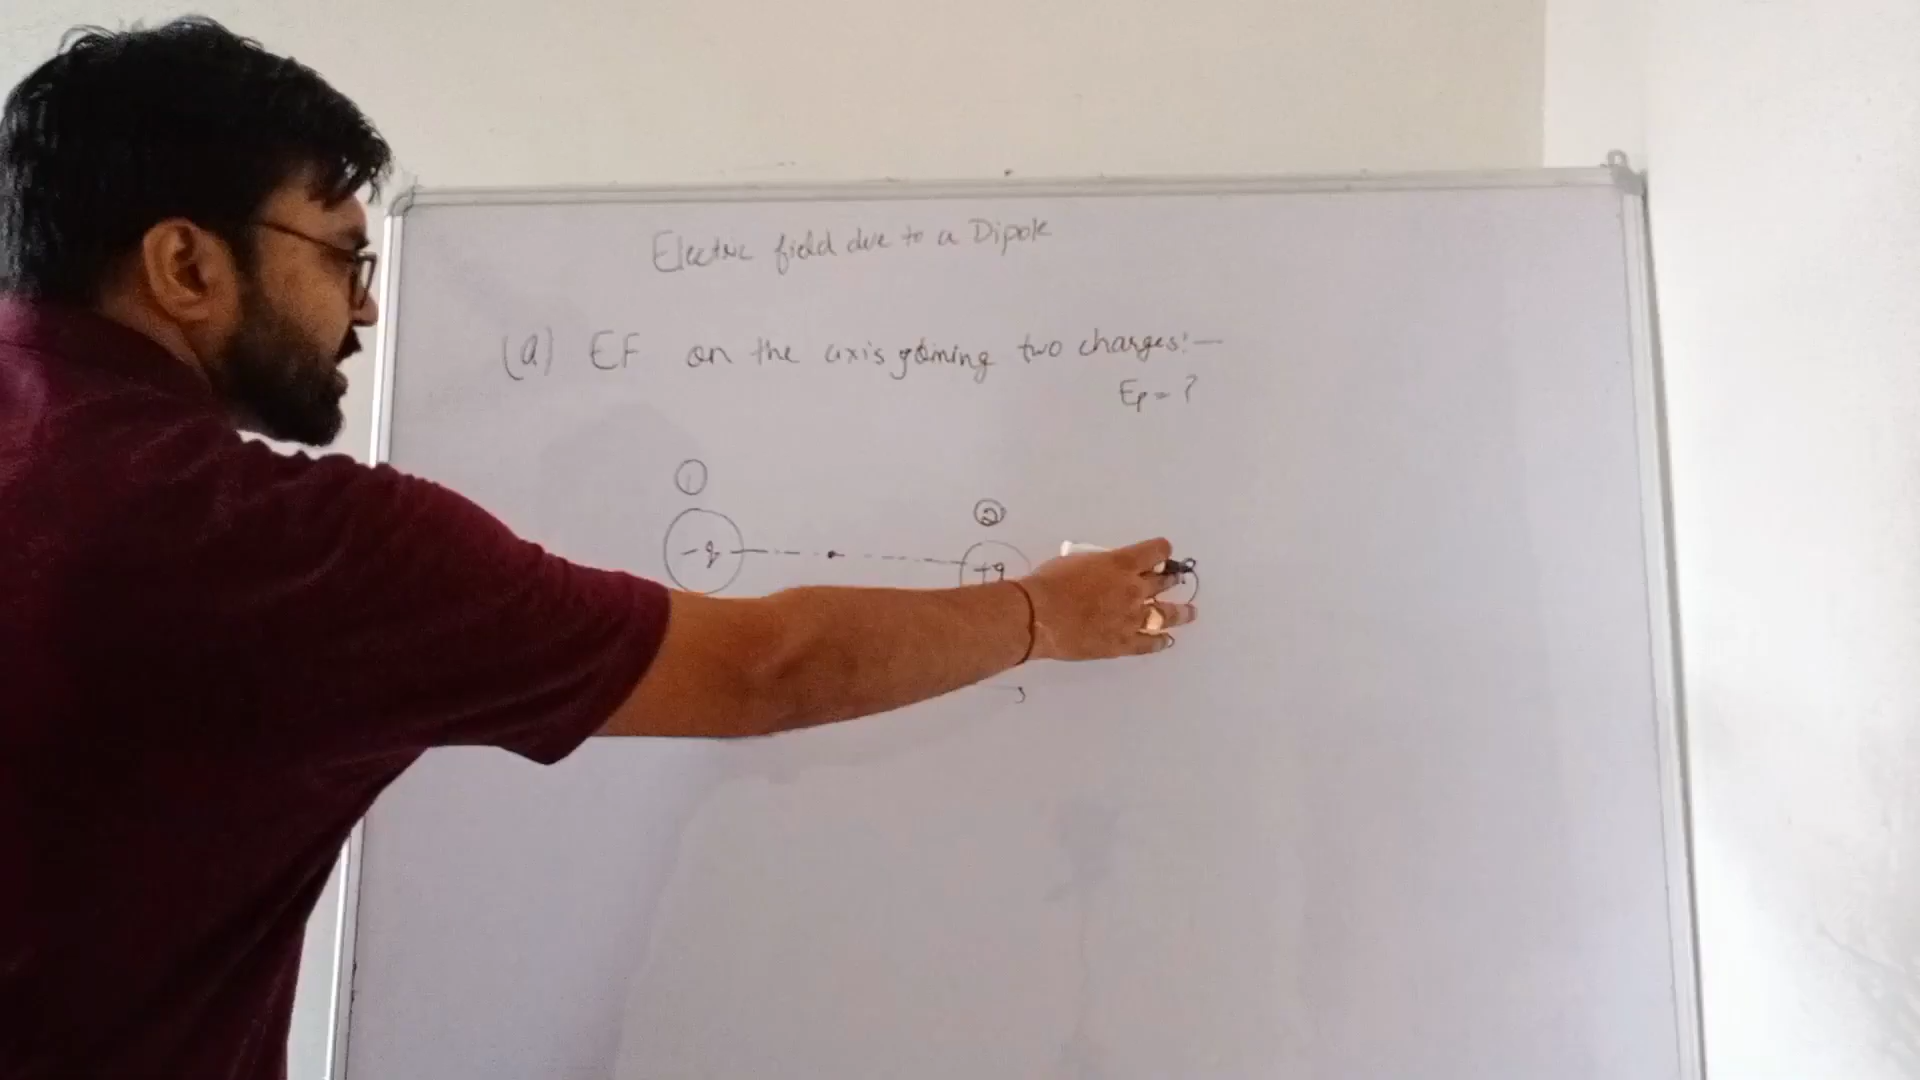 Electric field due to a Dipole
(a) EF on the axis joining two charges:—
Ep = ?
① ②
-q +q